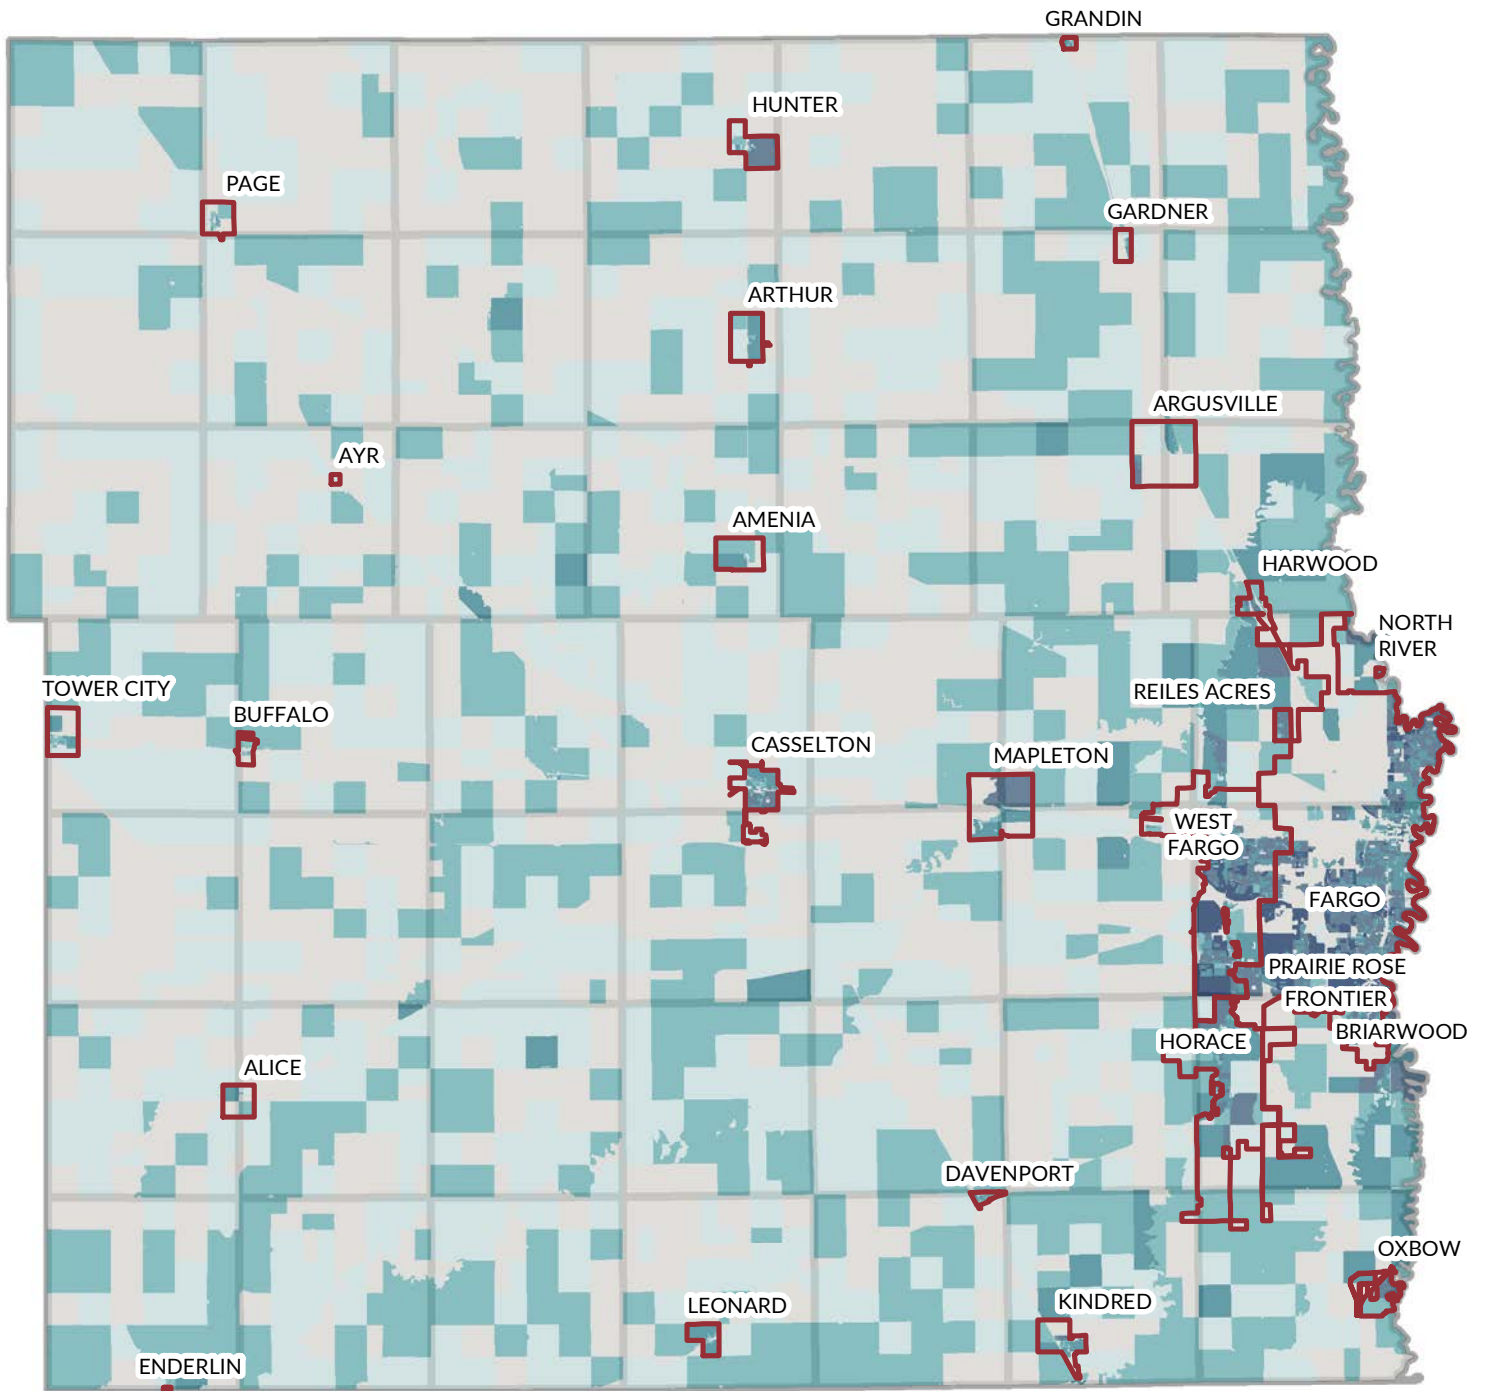 GRANDIN
HUNTER
PAGE
GARDNER
ARTHUR
ARGUSVILLE
AYR
AMENIA
HARWOOD
NORTH
RIVER
TOWER CITY
REILES ACRES
BUFFALO
CASSELTON
MAPLETON
WEST
FARGO
FARGO
PRAIRIE ROSE
FRONTIER
BRIARWOOD
HORACE
ALICE
DAVENPORT
OXBOW
LEONARD
KINDRED
ENDERLIN